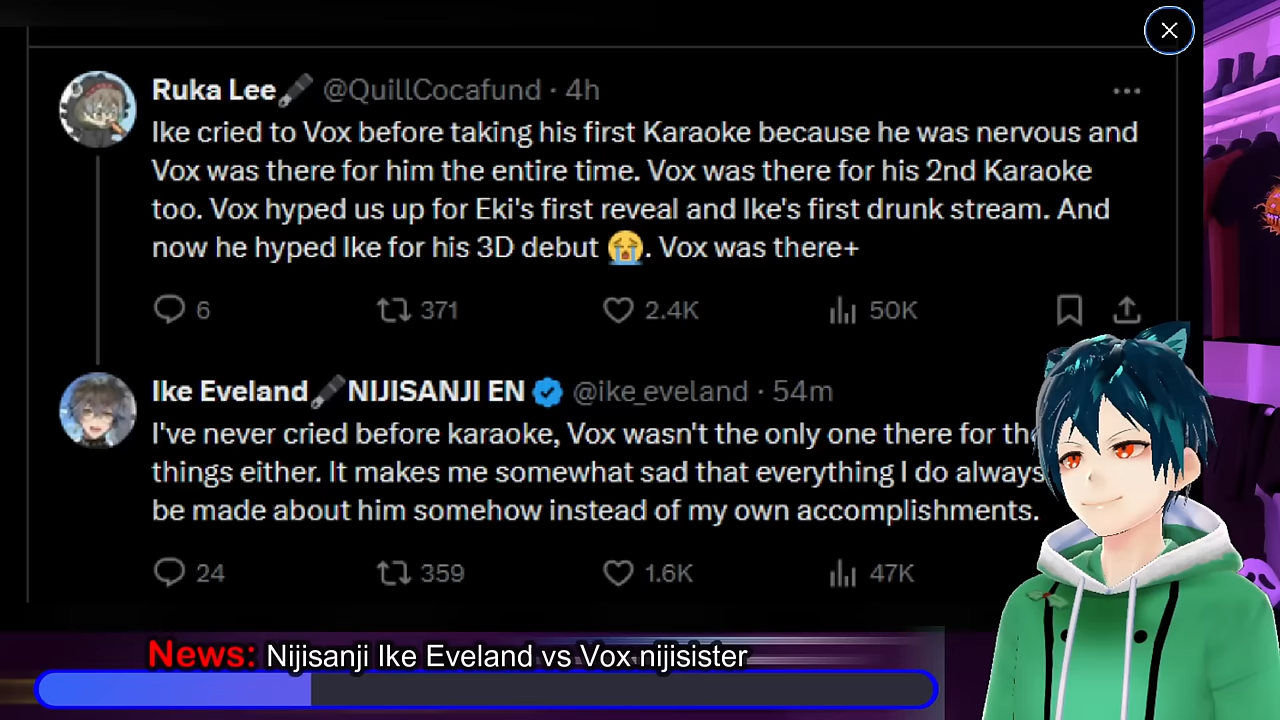 Ruka Lee @QuillCocafund · 4h
Ike cried to Vox before taking his first Karaoke because he was nervous and
Vox was there for him the entire time. Vox was there for his 2nd Karaoke
too. Vox hyped us up for Eki's first reveal and Ike's first drunk stream. And
now he hyped Ike for his 3D debut 😭. Vox was there+
6 371 2.4K 50K
Ike Eveland NIJISANJI EN @ike_eveland · 54m
I've never cried before karaoke, Vox wasn't the only one there for
things either. It makes me somewhat sad that everything I do always
be made about him somehow instead of my own accomplishments.
24 359 1.6K 47K
News: Nijisanji Ike Eveland vs Vox nijisister